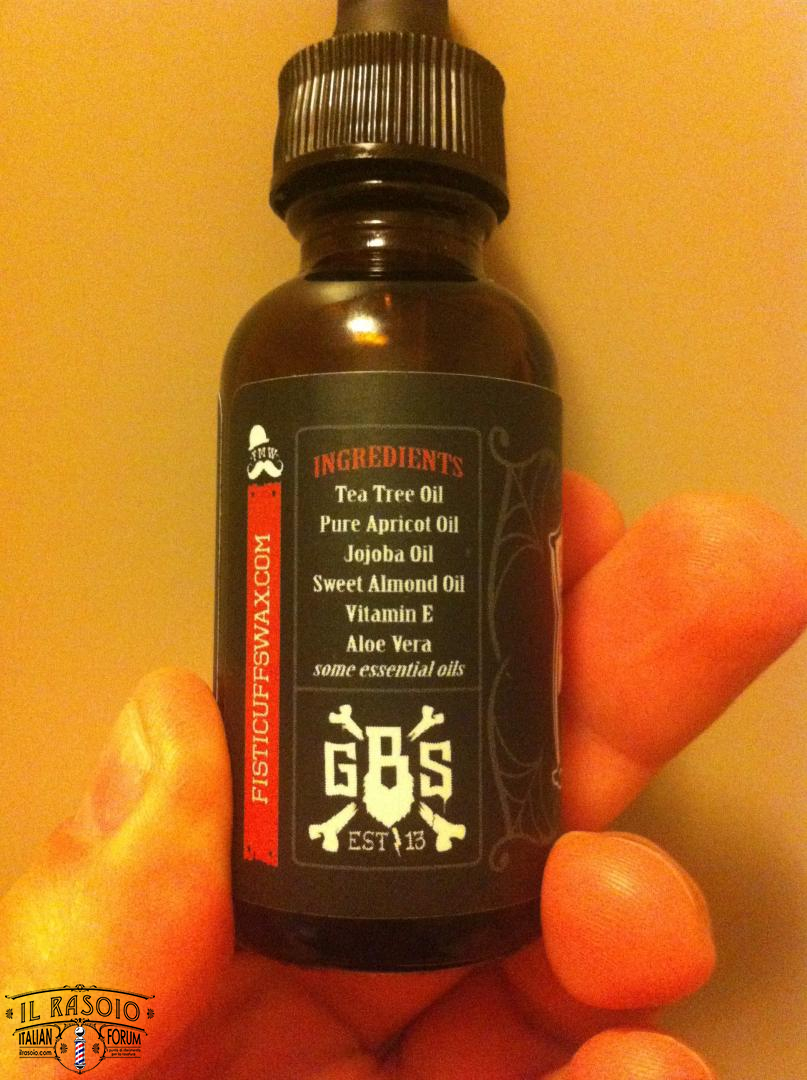 FMW
FISTICUFFSWAX.COM
INGREDIENTS
Tea Tree Oil
Pure Apricot Oil
Jojoba Oil
Sweet Almond Oil
Vitamin E
Aloe Vera
some essential oils
GBS
EST 13
IL RASOIO
ITALIAN FORUM
ilrasoio.com